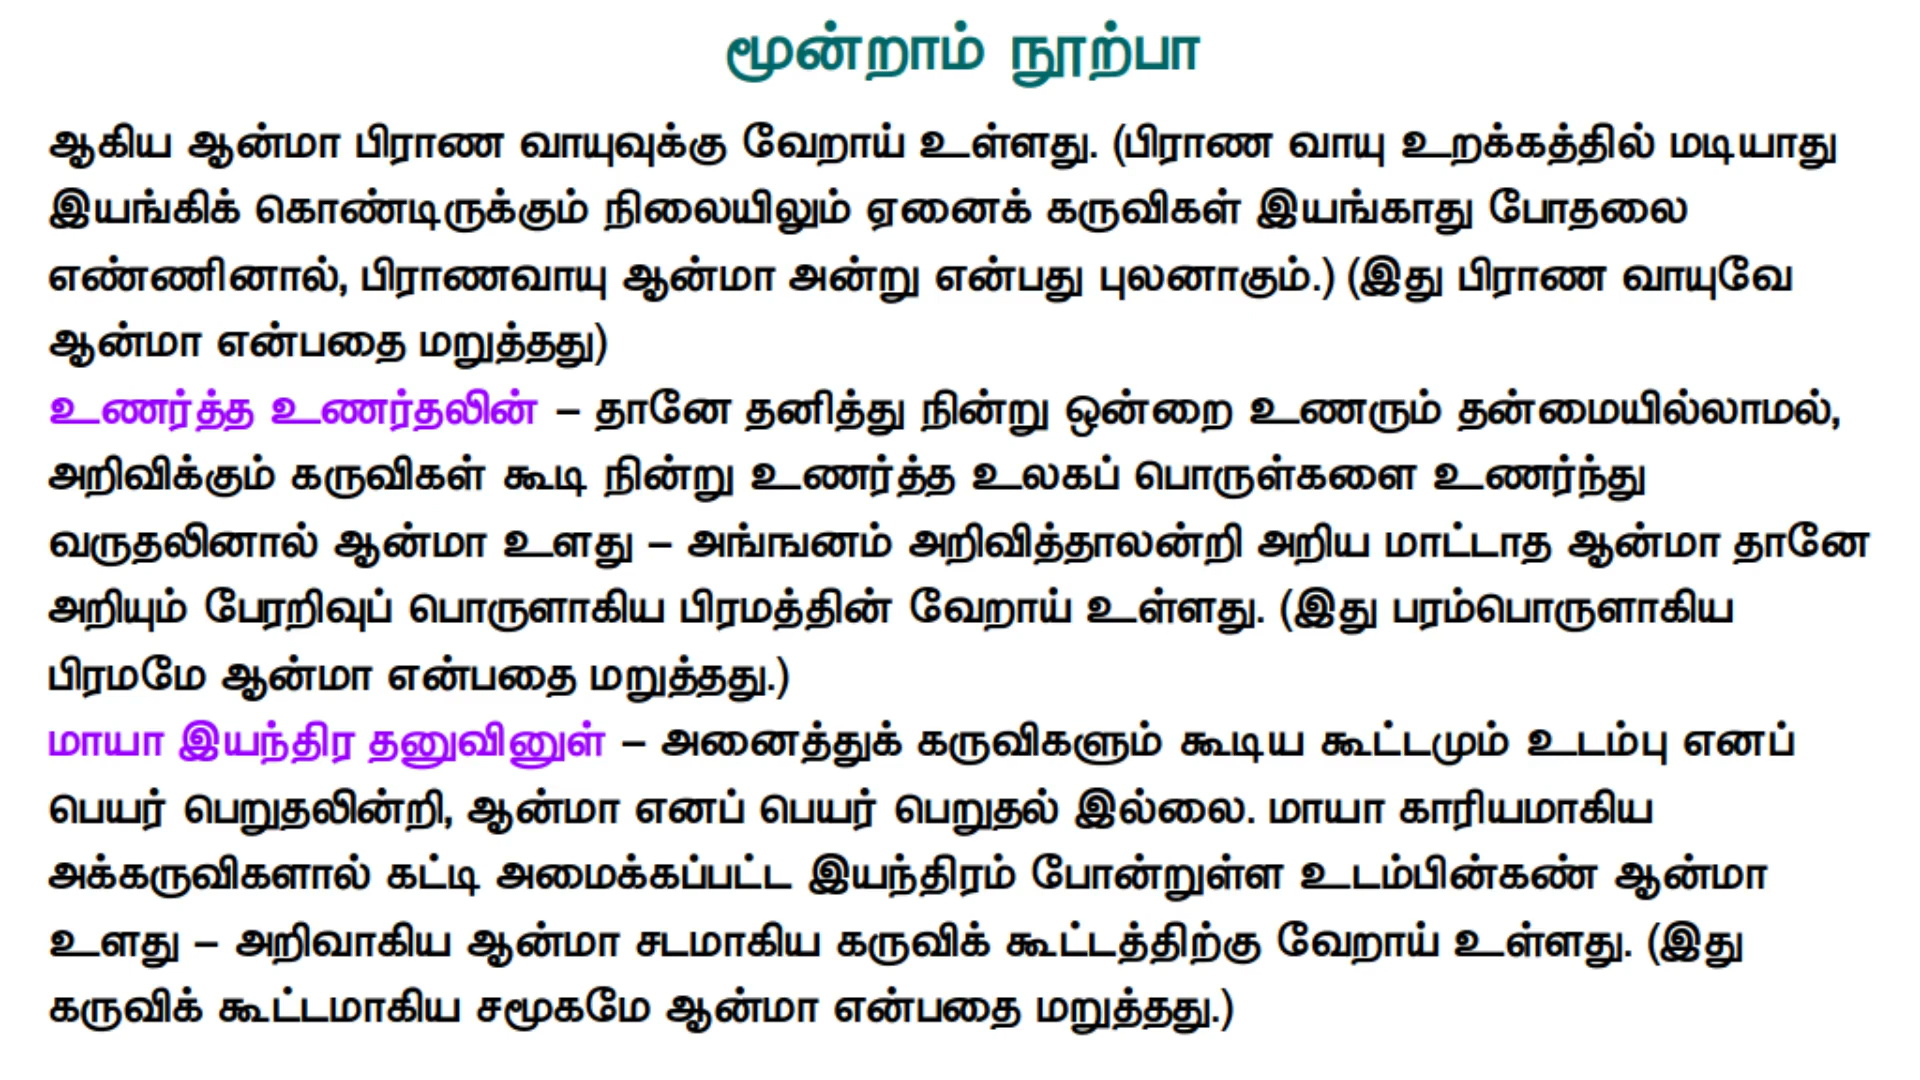 மூன்றாம் நூற்பா
ஆகிய ஆன்மா பிராண வாயுவுக்கு வேறாய் உள்ளது. (பிராண வாயு உறக்கத்தில் மடியாது
இயங்கிக் கொண்டிருக்கும் நிலையிலும் ஏனைக் கருவிகள் இயங்காது போதலை
எண்ணினால், பிராணவாயு ஆன்மா அன்று என்பது புலனாகும்.) (இது பிராண வாயுவே
ஆன்மா என்பதை மறுத்தது)
உணர்த்த உணர்தலின் – தானே தனித்து நின்று ஒன்றை உணரும் தன்மையில்லாமல்,
அறிவிக்கும் கருவிகள் கூடி நின்று உணர்த்த உலகப் பொருள்களை உணர்ந்து
வருதலினால் ஆன்மா உளது – அங்ஙனம் அறிவித்தாலன்றி அறிய மாட்டாத ஆன்மா தானே
அறியும் பேரறிவுப் பொருளாகிய பிரமத்தின் வேறாய் உள்ளது. (இது பரம்பொருளாகிய
பிரமமே ஆன்மா என்பதை மறுத்தது.)
மாயா இயந்திர தனுவினுள் – அனைத்துக் கருவிகளும் கூடிய கூட்டமும் உடம்பு எனப்
பெயர் பெறுதலின்றி, ஆன்மா எனப் பெயர் பெறுதல் இல்லை. மாயா காரியமாகிய
அக்கருவிகளால் கட்டி அமைக்கப்பட்ட இயந்திரம் போன்றுள்ள உடம்பின்கண் ஆன்மா
உளது – அறிவாகிய ஆன்மா சடமாகிய கருவிக் கூட்டத்திற்கு வேறாய் உள்ளது. (இது
கருவிக் கூட்டமாகிய சமூகமே ஆன்மா என்பதை மறுத்தது.)